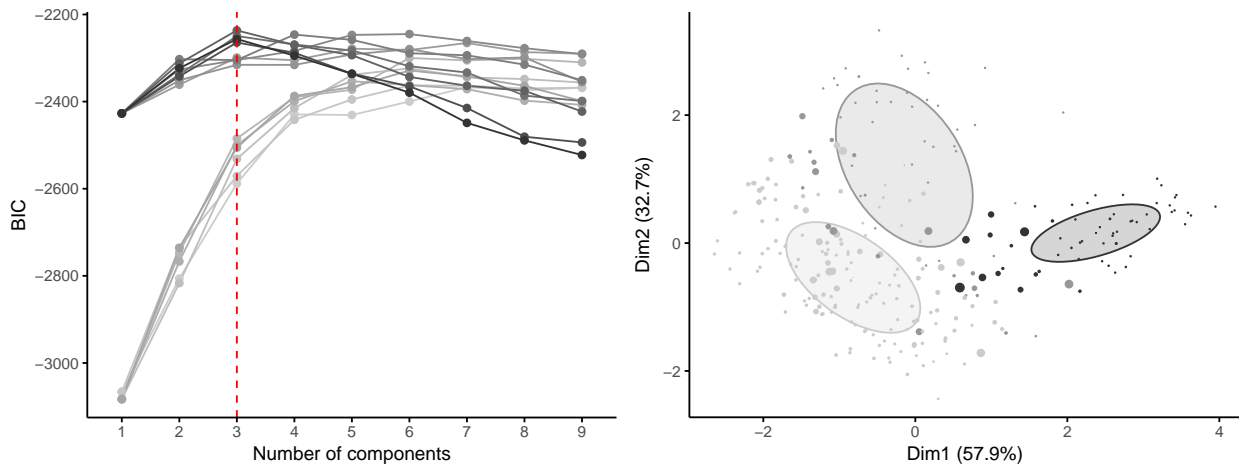 −2200
−2400
−2600
−2800
−3000
BIC
1 2 3 4 5 6 7 8 9
Number of components
2
0
−2
Dim2 (32.7%)
−2 0 2 4
Dim1 (57.9%)